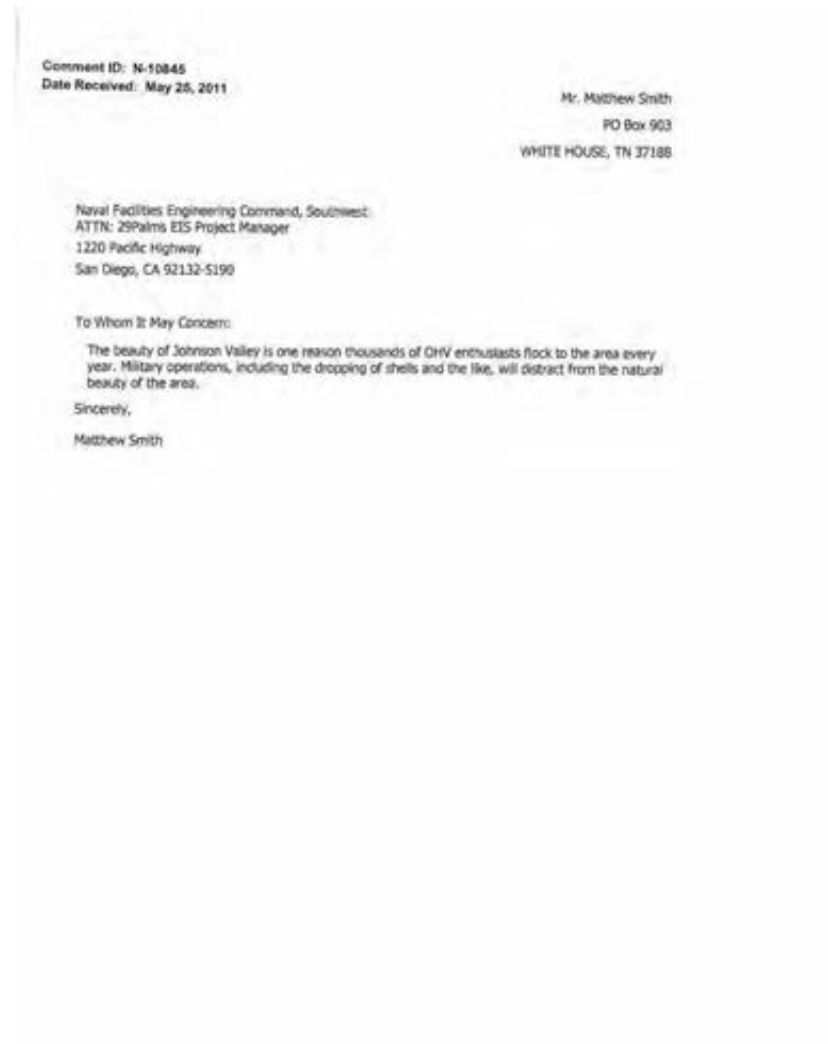 Comment ID: N-10845
Date Received: May 25, 2011
Mr. Matthew Smith
PO Box 903
WHITE HOUSE, TN 37188
Naval Facilities Engineering Command, Southwest
ATTN: 29Palms EIS Project Manager
1220 Pacific Highway
San Diego, CA 92132-5190
To Whom It May Concern:
The beauty of Johnson Valley is one reason thousands of OHV enthusiasts flock to the area every
year. Military operations, including the dropping of shells and the like, will distract from the natural
beauty of the area.
Sincerely,
Matthew Smith